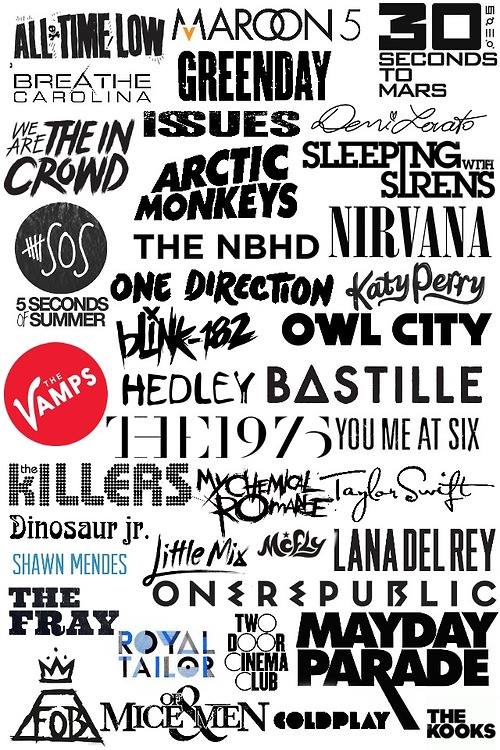 ALL TIME LOW
MAROON 5
30
SECONDS
TO
MARS
BREATHE
CAROLINA
GREENDAY
WE
ARE THE IN
CROWD
ISSUES
Demi Lovato
ARCTIC
MONKEYS
SLEEPING WITH
SIRENS
SOS
5 SECONDS
OF SUMMER
THE NBHD
NIRVANA
ONE DIRECTION
Katy Perry
blink-182
OWL CITY
THE
VAMPS
HEDLEY
BASTILLE
THE 1975
YOU ME AT SIX
the
KILLERS
MY CHEMICAL
ROMANCE
Taylor Swift
Dinosaur jr.
SHAWN MENDES
Little Mix
McFLY
LANA DEL REY
ONEREPUBLIC
THE
FRAY
ROYAL
TAILOR
TWO
DOOR
CINEMA
CLUB
MAYDAY
PARADE
FOB
OF
MICE & MEN
COLDPLAY
THE
KOOKS